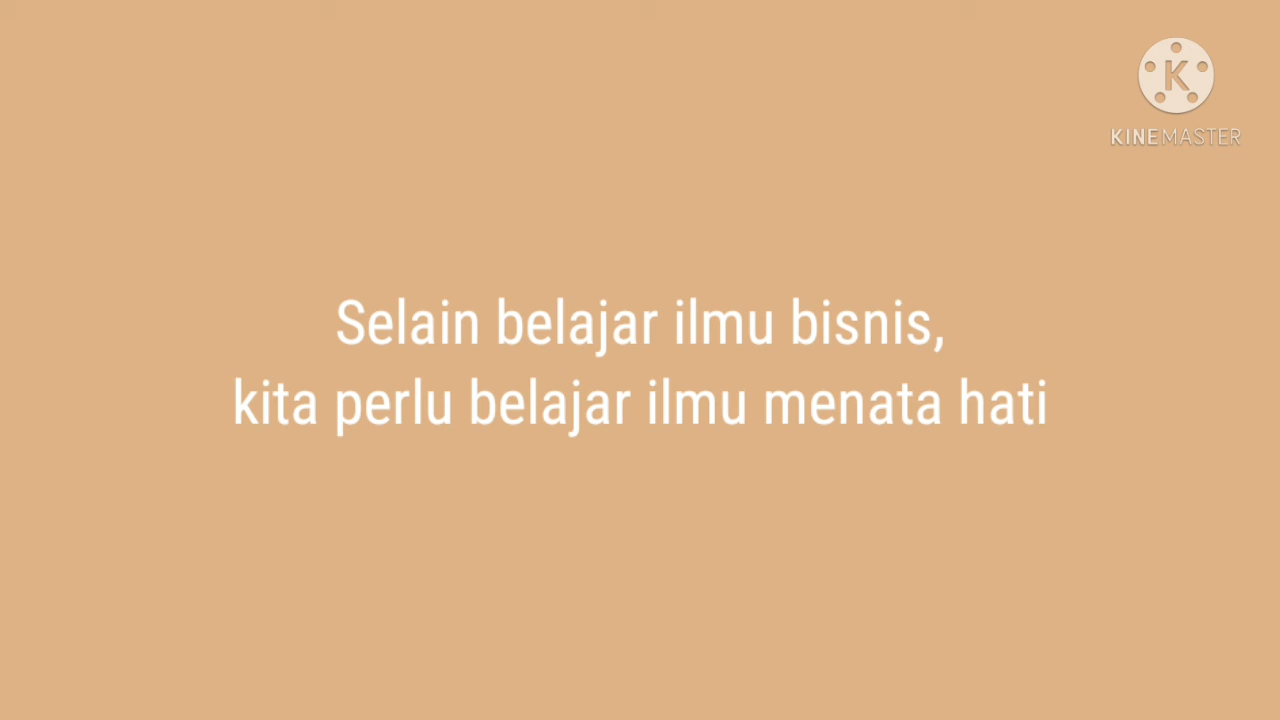 K
KINEMASTER
Selain belajar ilmu bisnis,
kita perlu belajar ilmu menata hati